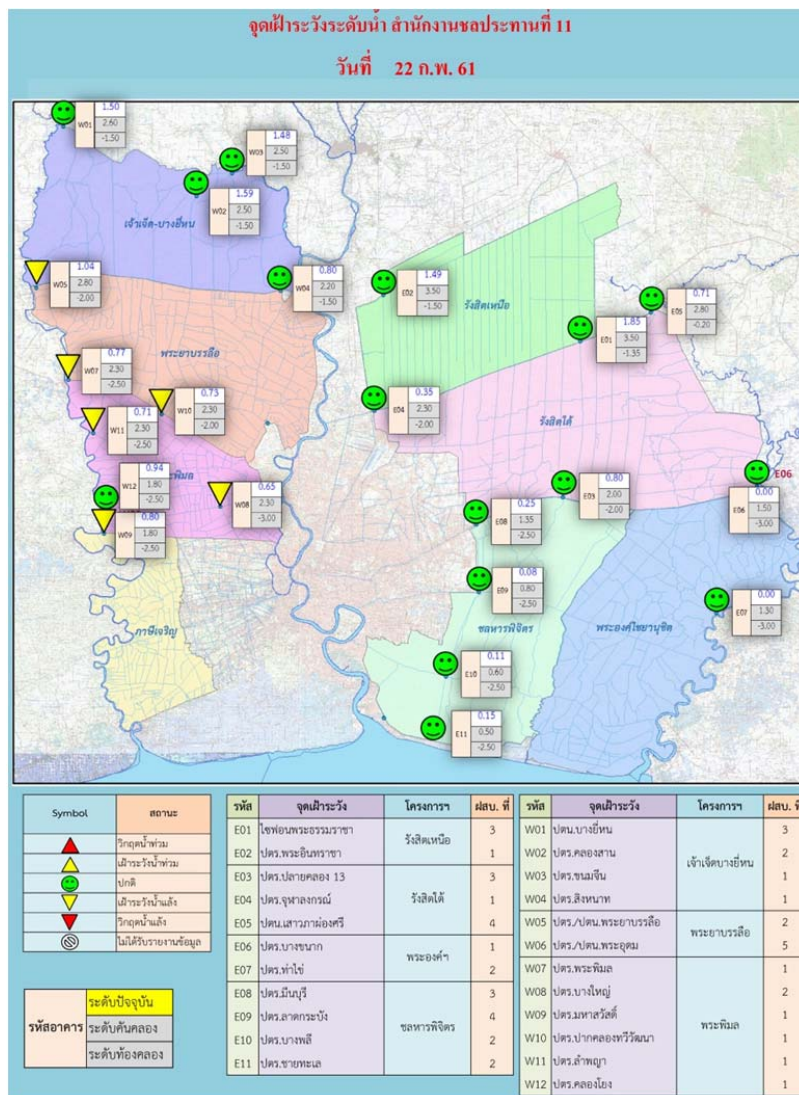 จุดเฝ้าระวังระดับน้ำ สำนักงานชลประทานที่ 11
วันที่ 22 ก.พ. 61
W01 1.50 2.60 -1.50
W03 1.48 2.50 -1.50
W02 1.59 2.50 -1.50
เจ้าเจ็ด-บางยี่หน
W05 1.04 2.80 -2.00
W04 0.80 2.20 -1.50
E02 1.49 3.50 -1.50
รังสิตเหนือ
E05 0.71 2.80 -0.20
E01 1.85 3.50 -1.35
พระยาบรรลือ
W07 0.77 2.30 -2.50
W10 0.73 2.30 -2.00
W11 0.71 2.30 -2.50
E04 0.35 2.30 -2.00
รังสิตใต้
W12 0.94 1.80 -2.50
W08 0.65 2.30 -3.00
W09 0.80 1.80 -2.50
E03 0.80 2.00 -2.00
E06
E06 0.00 1.50 -3.00
E08 0.25 1.35 -2.50
E09 0.08 0.80 -2.50
E07 0.00 1.30 -3.00
ภาษีเจริญ
ชลหารพิจิตร
พระองค์ไชยานุชิต
E10 0.11 0.60 -2.50
E11 0.15 0.50 -2.50
Symbol สถานะ
วิกฤตน้ำท่วม
เฝ้าระวังน้ำท่วม
ปกติ
เฝ้าระวังน้ำแล้ง
วิกฤตน้ำแล้ง
ไม่ได้รับรายงานข้อมูล
รหัสอาคาร
ระดับปัจจุบัน
ระดับคันคลอง
ระดับท้องคลอง
รหัส จุดเฝ้าระวัง โครงการฯ ฝสบ. ที่
E01 ไซฟอนพระธรรมราชา รังสิตเหนือ 3
E02 ปตร.พระอินทราชา 1
E03 ปตร.ปลายคลอง 13 รังสิตใต้ 3
E04 ปตร.จุฬาลงกรณ์ 1
E05 ปตน.เสาวภาผ่องศรี 4
E06 ปตร.บางขนาก พระองค์ฯ 1
E07 ปตร.ท่าไข่ 2
E08 ปตร.มีนบุรี ชลหารพิจิตร 3
E09 ปตร.ลาดกระบัง 4
E10 ปตร.บางพลี 2
E11 ปตร.ชายทะเล 2
รหัส จุดเฝ้าระวัง โครงการฯ ฝสบ. ที่
W01 ปตน.บางยี่หน เจ้าเจ็ดบางยี่หน 3
W02 ปตร.คลองสาน 2
W03 ปตร.ขนมจีน 1
W04 ปตร.สิงหนาท 1
W05 ปตร./ปตน.พระยาบรรลือ พระยาบรรลือ 2
W06 ปตร./ปตน.พระอุดม 5
W07 ปตร.พระพิมล พระพิมล 1
W08 ปตร.บางใหญ่ 2
W09 ปตร.มหาสวัสดิ์ 1
W10 ปตร.ปากคลองทวีวัฒนา 1
W11 ปตร.ลำพญา 1
W12 ปตร.คลองโยง 1